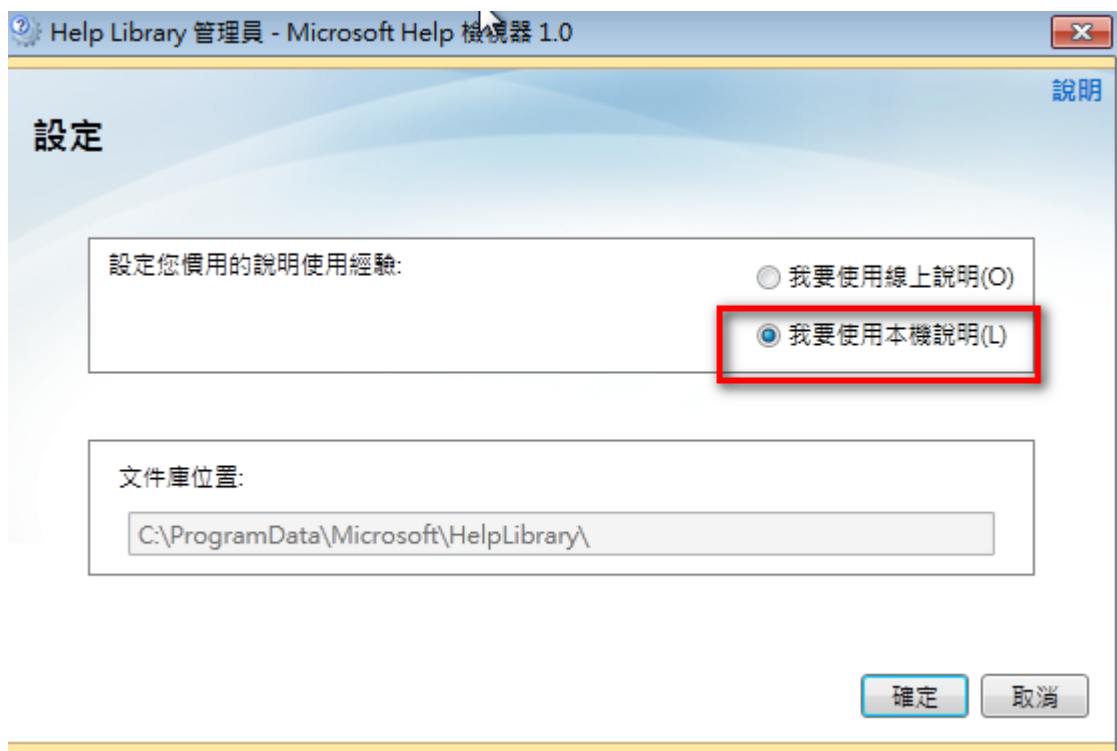 Help Library 管理員 - Microsoft Help 檢視器 1.0
說明
設定
設定您慣用的說明使用經驗:
我要使用線上說明(O)
我要使用本機說明(L)
文件庫位置:
C:\ProgramData\Microsoft\HelpLibrary\
確定
取消